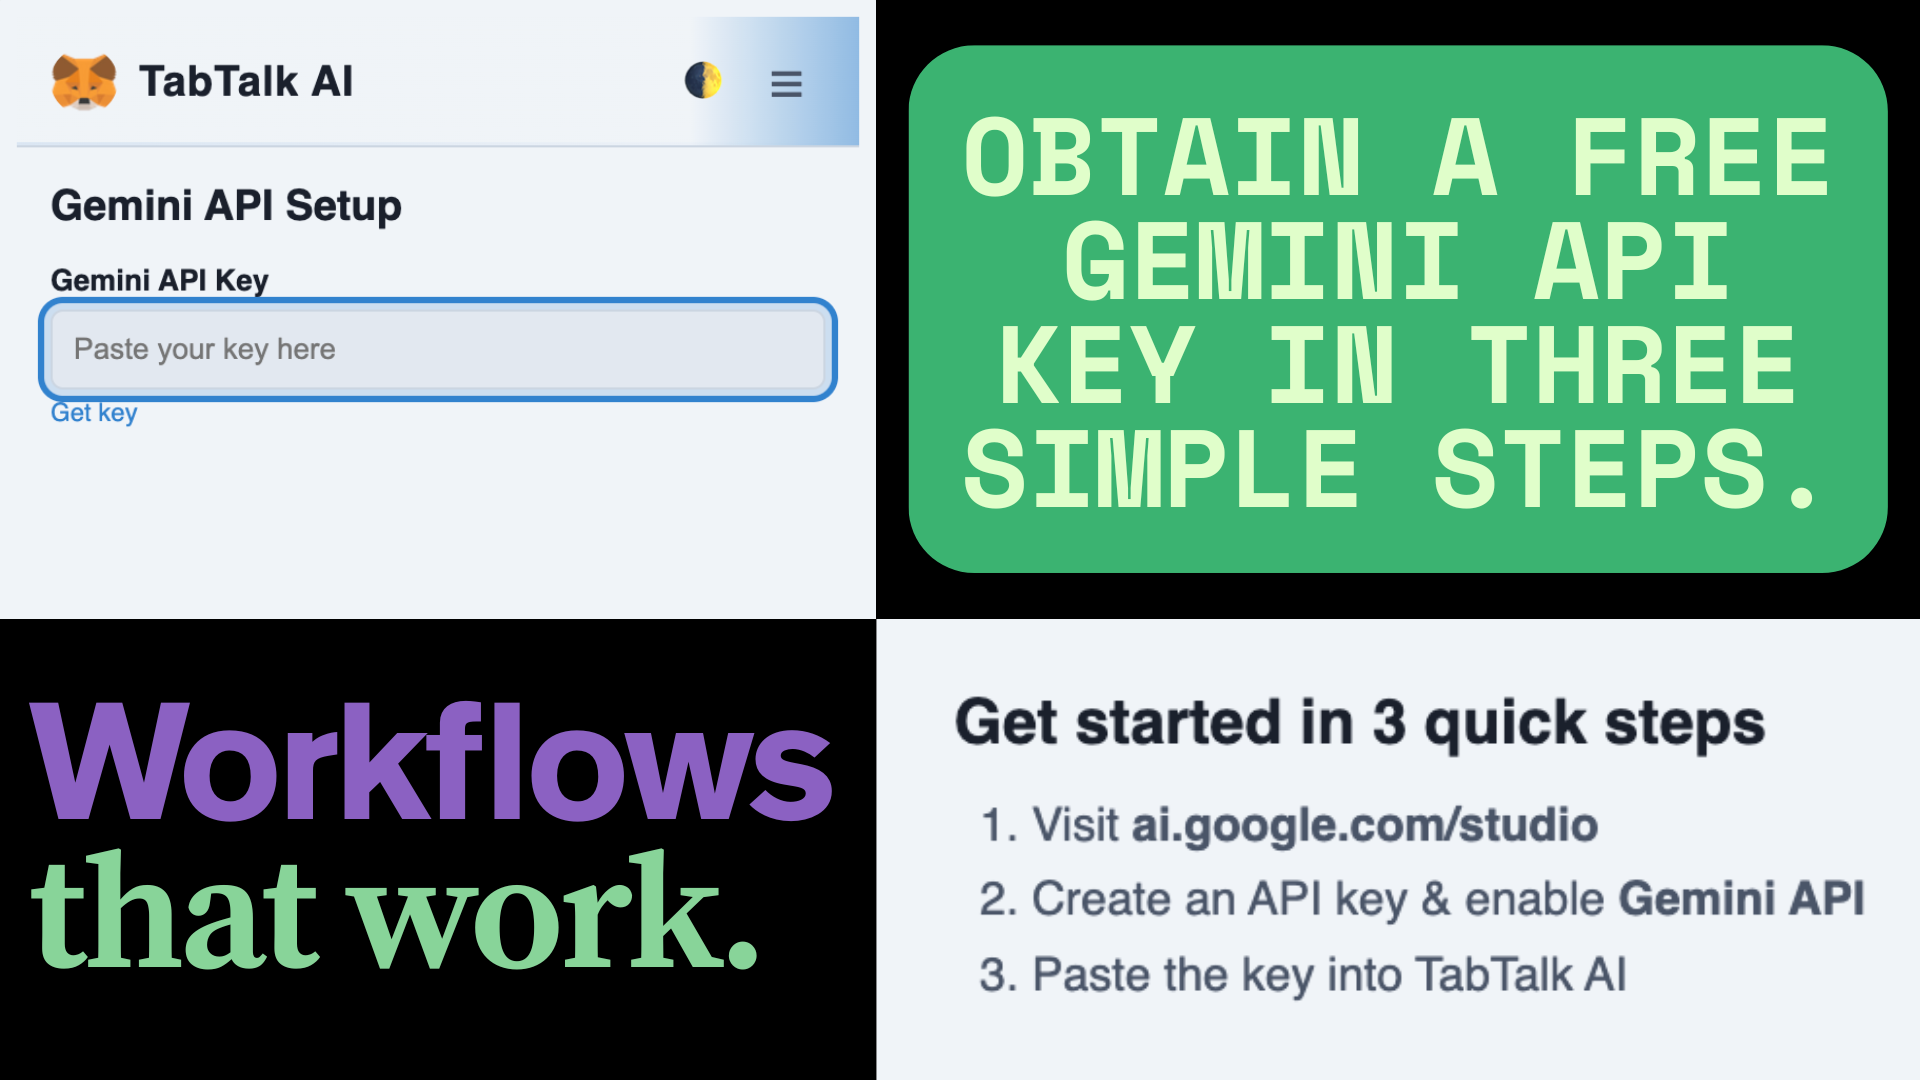 TabTalk AI
Gemini API Setup
Gemini API Key
Paste your key here
Get key
OBTAIN A FREE
GEMINI API
KEY IN THREE
SIMPLE STEPS.
Workflows
that work.
Get started in 3 quick steps
1. Visit ai.google.com/studio
2. Create an API key & enable Gemini API
3. Paste the key into TabTalk AI